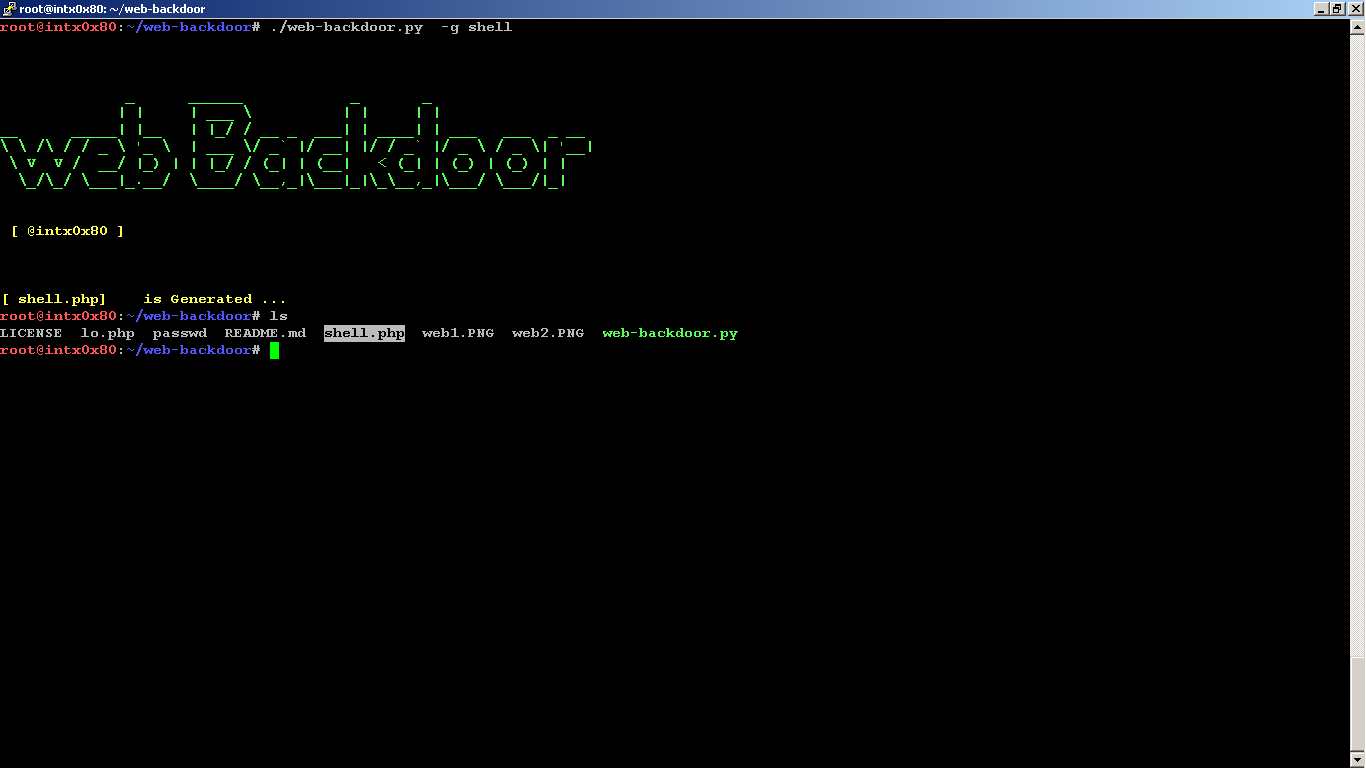 root@intx0x80: ~/web-backdoor
root@intx0x80:~/web-backdoor# ./web-backdoor.py  -g shell
web Backdoor
[ @intx0x80 ]
[ shell.php]    is Generated ...
root@intx0x80:~/web-backdoor# ls
LICENSE  lo.php  passwd  README.md  shell.php  web1.PNG  web2.PNG  web-backdoor.py
root@intx0x80:~/web-backdoor#